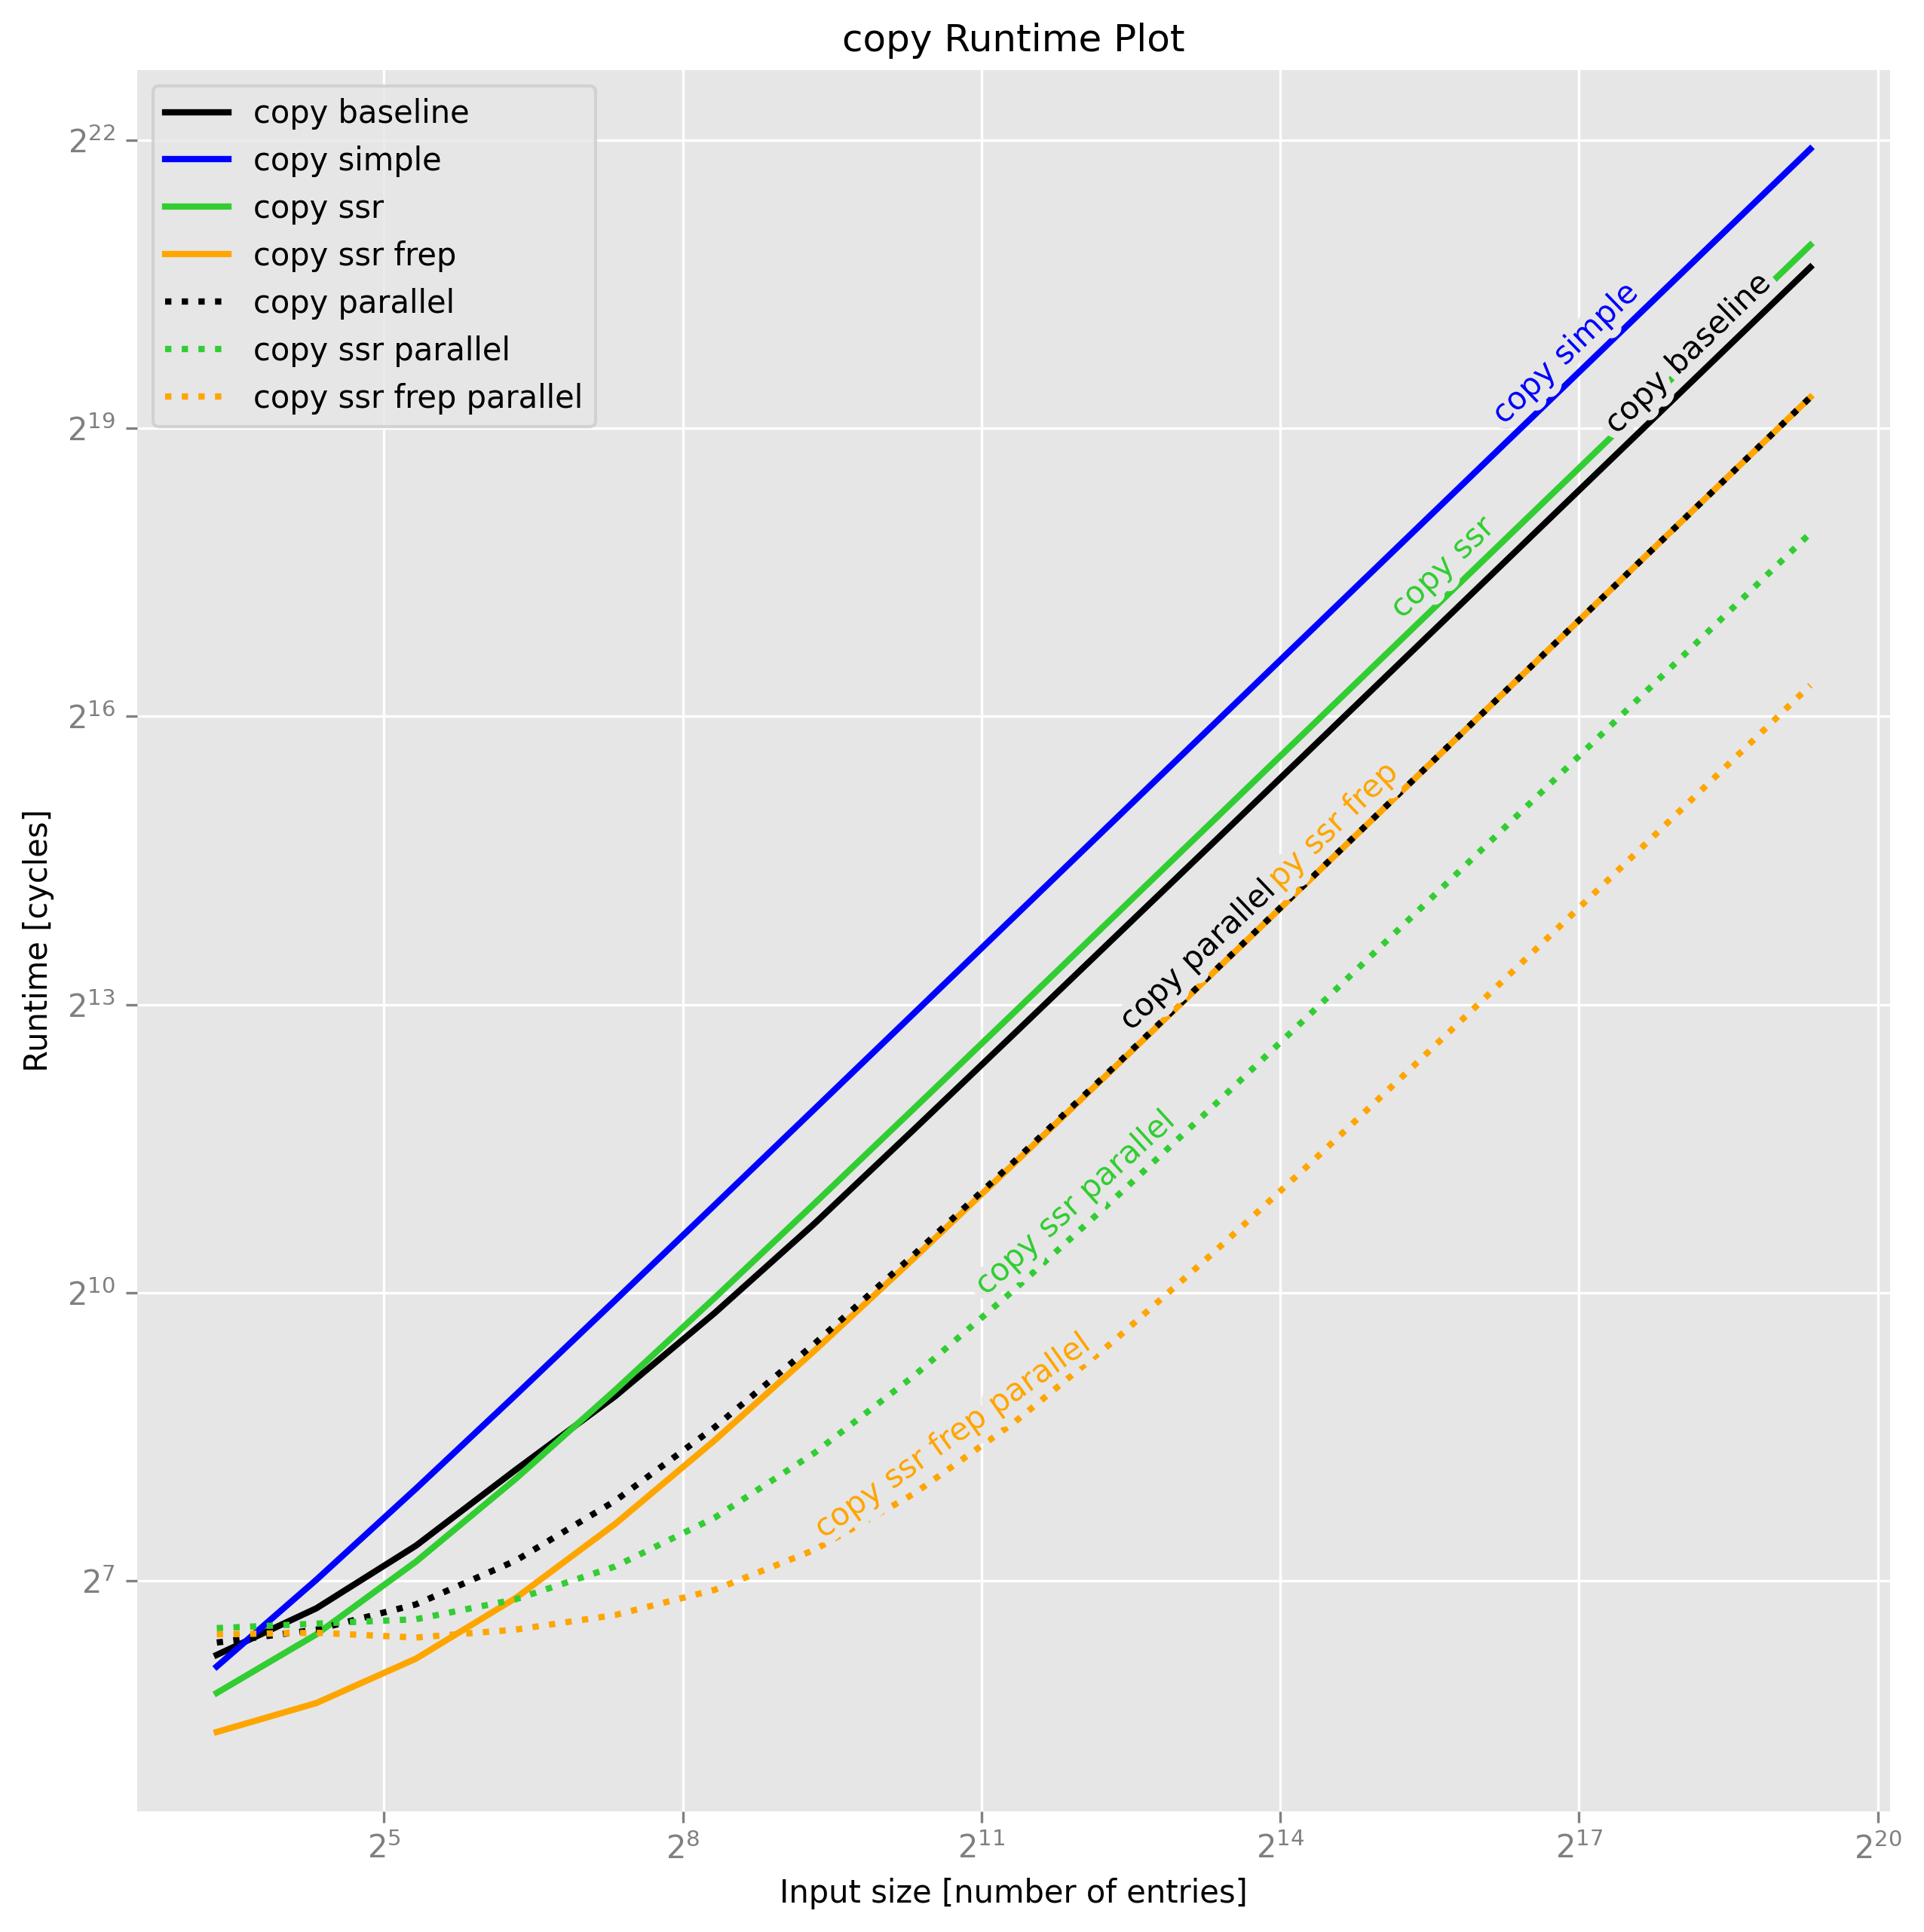 copy Runtime Plot
copy baseline
copy simple
copy ssr
copy ssr frep
copy parallel
copy ssr parallel
copy ssr frep parallel
2^22
2^19
2^16
2^13
2^10
2^7
Runtime [cycles]
copy simple
copy baseline
copy ssr
py ssr frep
copy parallel
copy ssr parallel
copy ssr frep parallel
2^5 2^8 2^11 2^14 2^17 2^20
Input size [number of entries]